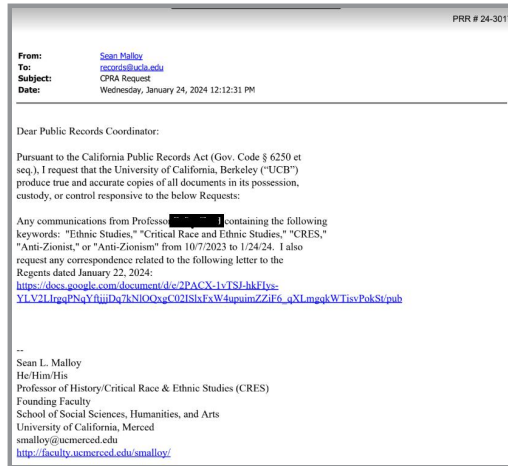 PRR # 24-301
From: Sean Malloy
To: records@ucla.edu
Subject: CPRA Request
Date: Wednesday, January 24, 2024 12:12:31 PM
Dear Public Records Coordinator:
Pursuant to the California Public Records Act (Gov. Code § 6250 et
seq.), I request that the University of California, Berkeley ("UCB")
produce true and accurate copies of all documents in its possession,
custody, or control responsive to the below Requests:
Any communications from Professor containing the following
keywords: "Ethnic Studies," "Critical Race and Ethnic Studies," "CRES,"
"Anti-Zionist," or "Anti-Zionism" from 10/7/2023 to 1/24/24. I also
request any correspondence related to the following letter to the
Regents dated January 22, 2024:
https://docs.google.com/document/d/e/2PACX-1vTSJ-hkFIys-
--
Sean L. Malloy
He/Him/His
Professor of History/Critical Race & Ethnic Studies (CRES)
Founding Faculty
School of Social Sciences, Humanities, and Arts
University of California, Merced
smalloy@ucmerced.edu
http://faculty.ucmerced.edu/smalloy/